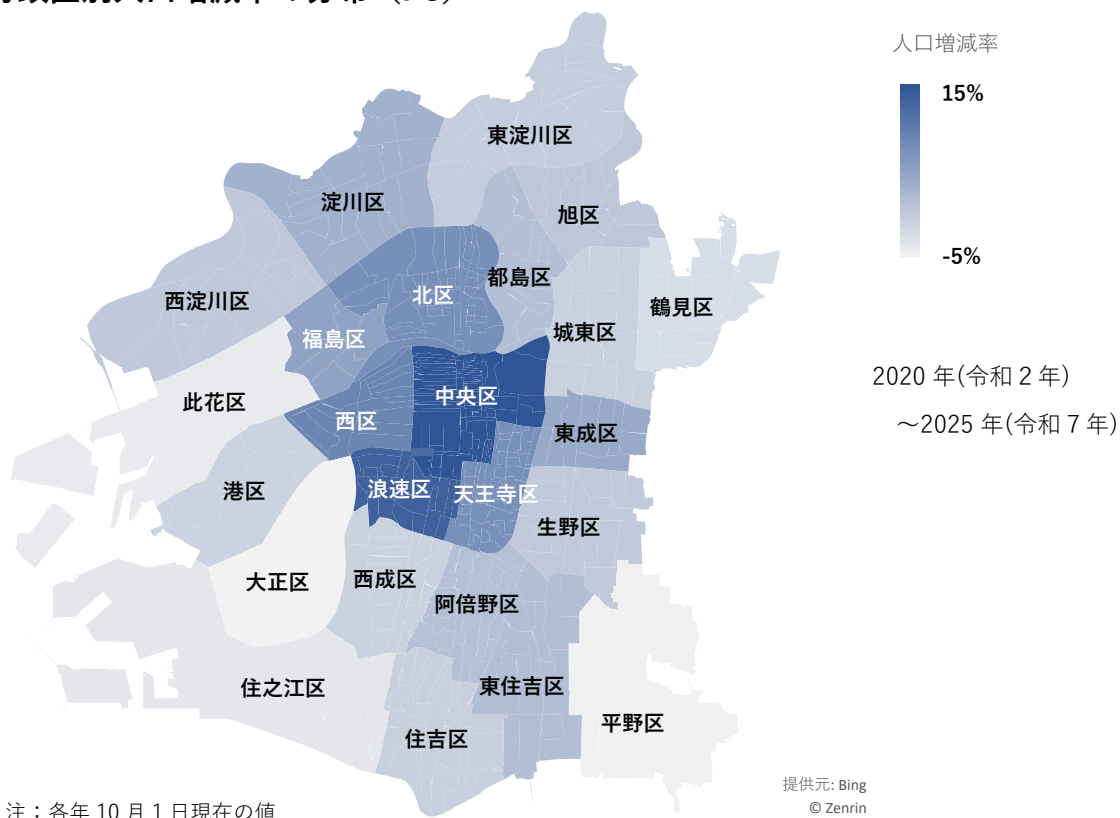 人口増減率
15%
-5%
2020 年(令和 2 年)
～2025 年(令和 7 年)
東淀川区
淀川区
旭区
都島区
北区
西淀川区
鶴見区
福島区
城東区
中央区
此花区
西区
東成区
港区
浪速区
天王寺区
生野区
大正区
西成区
阿倍野区
住之江区
東住吉区
平野区
住吉区
提供元: Bing
© Zenrin
注：各年 10 月 1 日現在の値